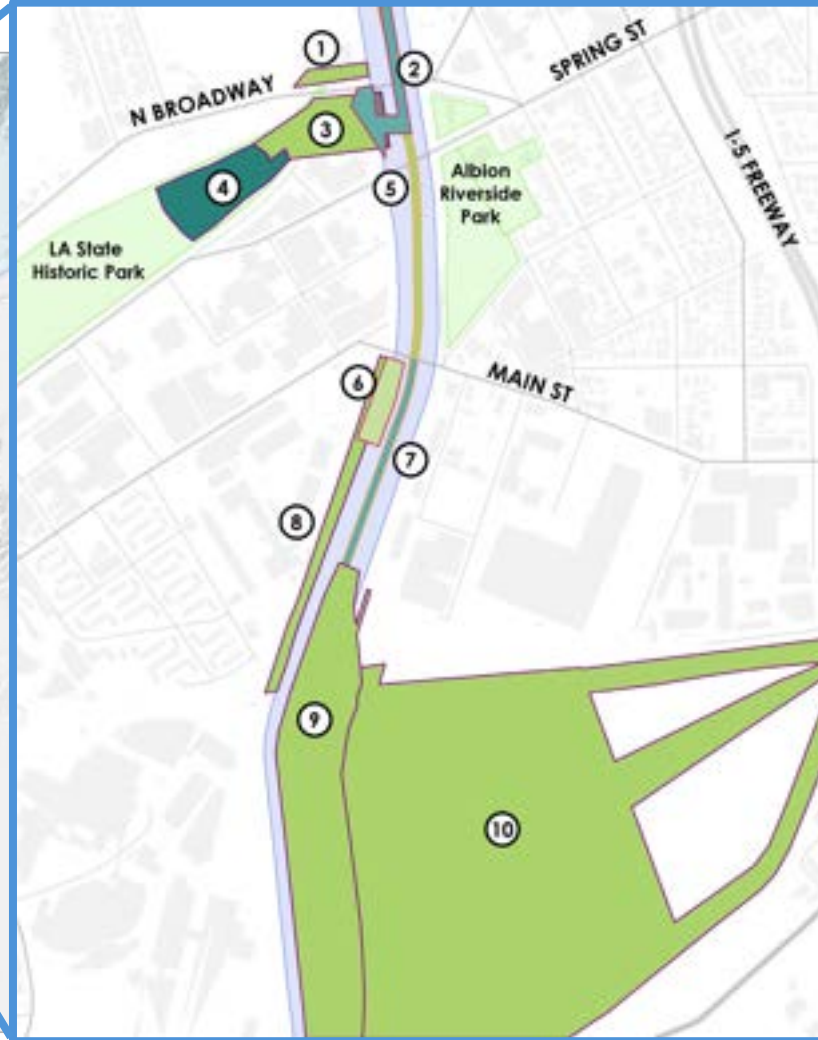 1
2
SPRING ST
N BROADWAY
3
I-5 FREEWAY
4
5
Albion
Riverside
Park
LA State
Historic Park
6
MAIN ST
7
8
9
10